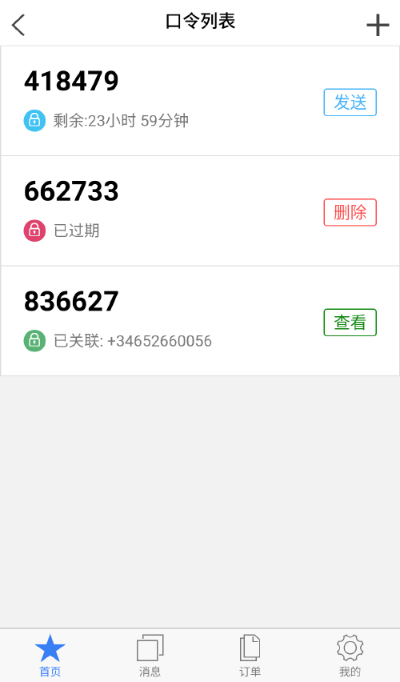 口令列表
418479
剩余:23小时 59分钟
发送
662733
已过期
删除
836627
已关联: +34652660056
查看
首页
消息
订单
我的